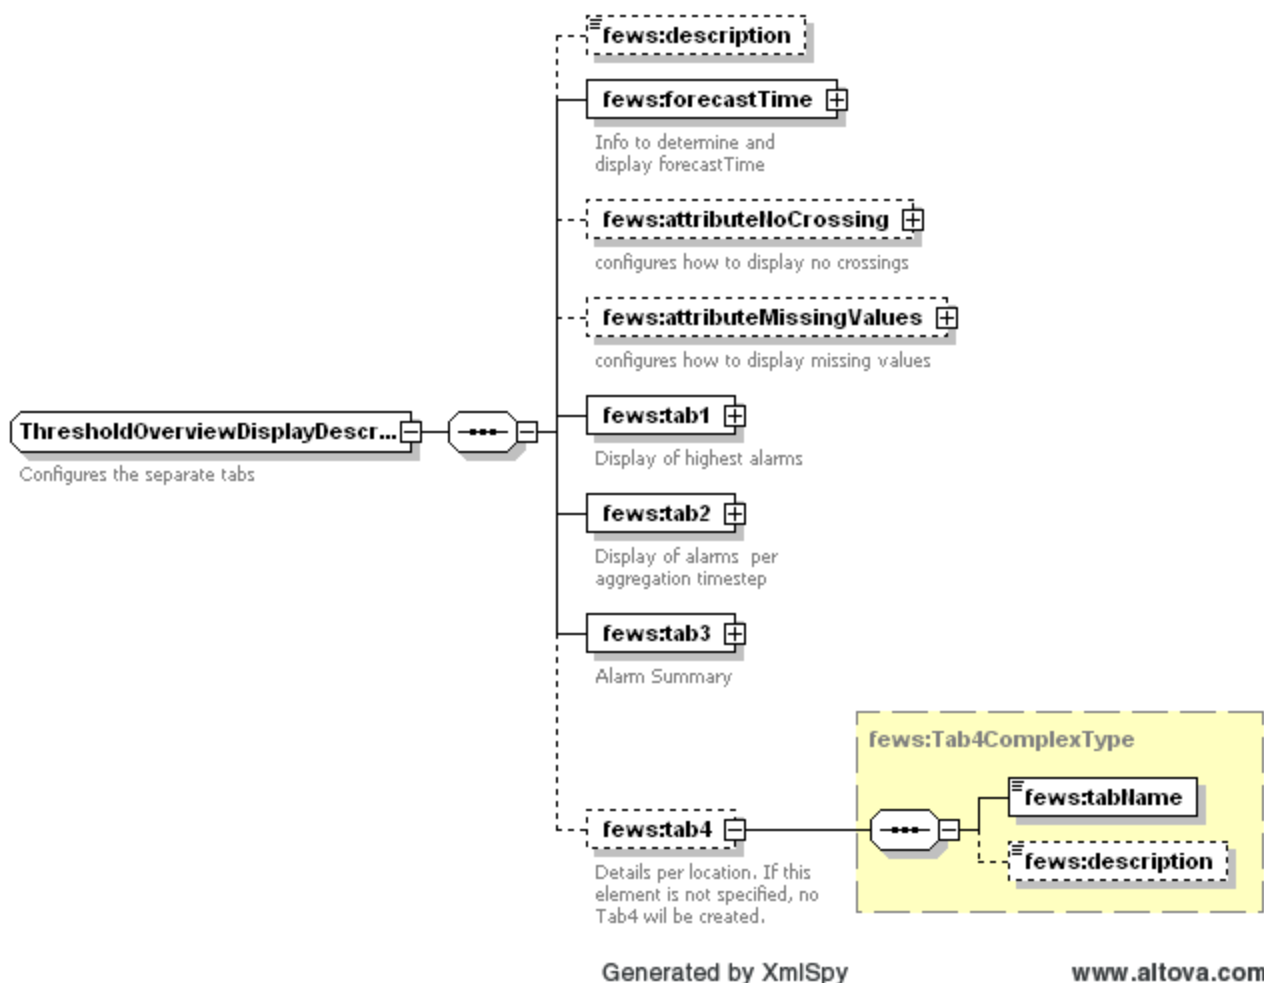 fews:description
fews:forecastTime
Info to determine and
display forecastTime
fews:attributeNoCrossing
configures how to display no crossings
fews:attributeMissingValues
configures how to display missing values
fews:tab1
Display of highest alarms
ThresholdOverviewDisplayDescr...
Configures the separate tabs
fews:tab2
Display of alarms per
aggregation timestep
fews:tab3
Alarm Summary
fews:tab4
Details per location. If this
element is not specified, no
Tab4 wil be created.
fews:Tab4ComplexType
fews:tabName
fews:description
Generated by XmlSpy
www.altova.com